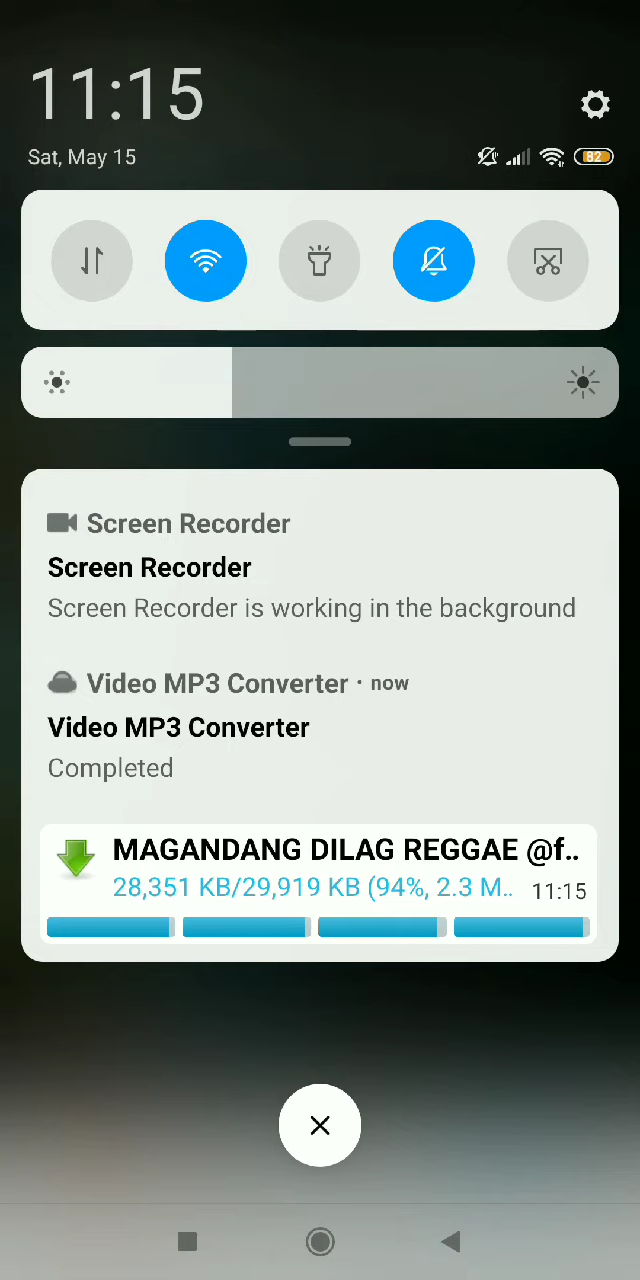 11:15
Sat, May 15
82
Screen Recorder
Screen Recorder
Screen Recorder is working in the background
Video MP3 Converter · now
Video MP3 Converter
Completed
MAGANDANG DILAG REGGAE @f..
28,351 KB/29,919 KB (94%, 2.3 M.. 11:15